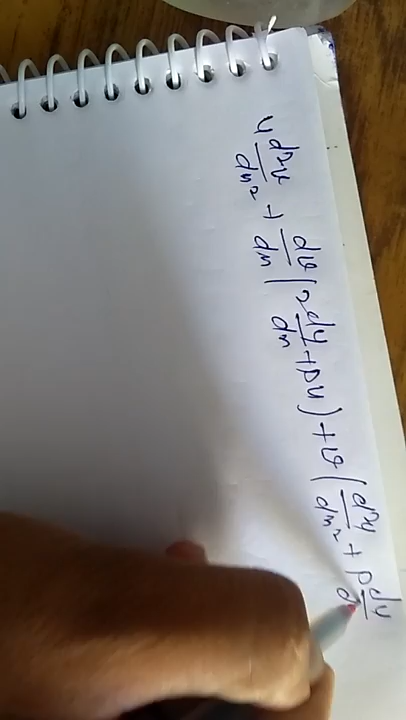 u d²v/dx² + dv/dx (2 du/dx + pu) + v (d²u/dx² + p du/d